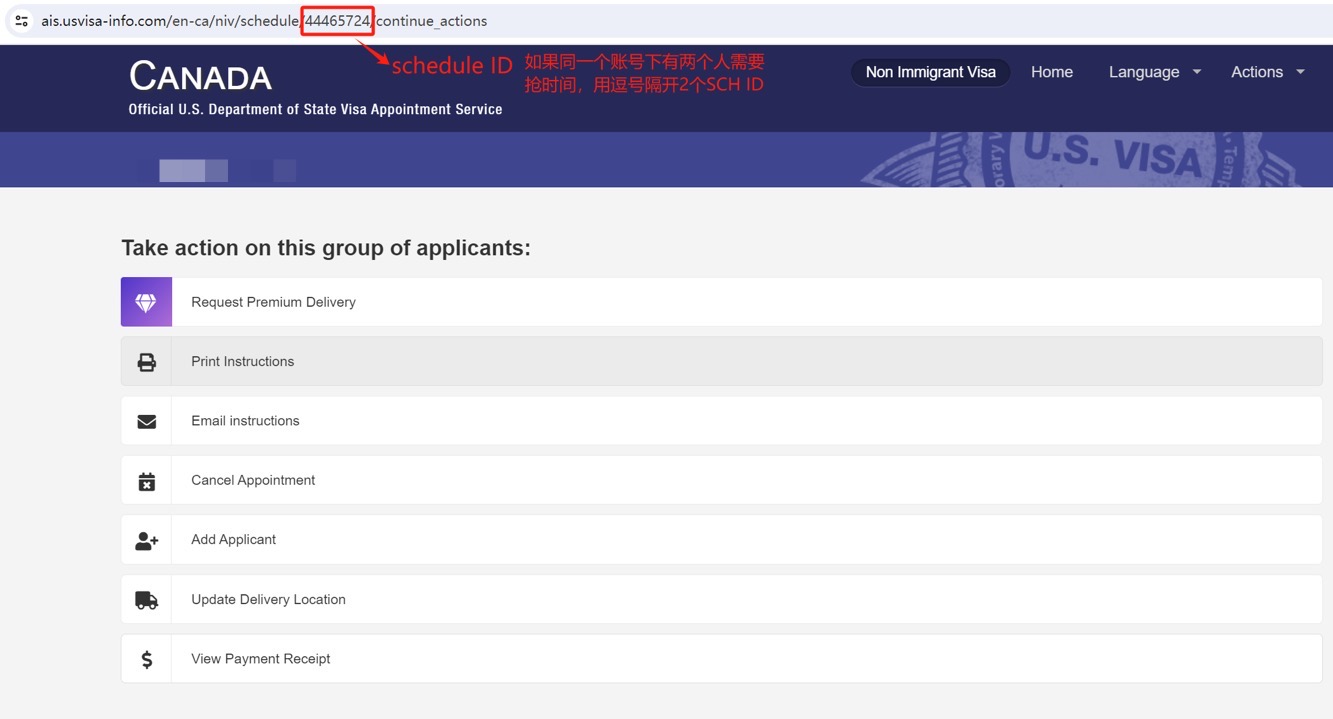 ais.usvisa-info.com/en-ca/niv/schedule/44465724/continue_actions
schedule ID
如果同一个账号下有两个人需要
抢时间，用逗号隔开2个SCH ID
CANADA
Official U.S. Department of State Visa Appointment Service
Non Immigrant Visa
Home
Language
Actions
U.S. VISA
Take action on this group of applicants:
Request Premium Delivery
Print Instructions
Email instructions
Cancel Appointment
Add Applicant
Update Delivery Location
View Payment Receipt